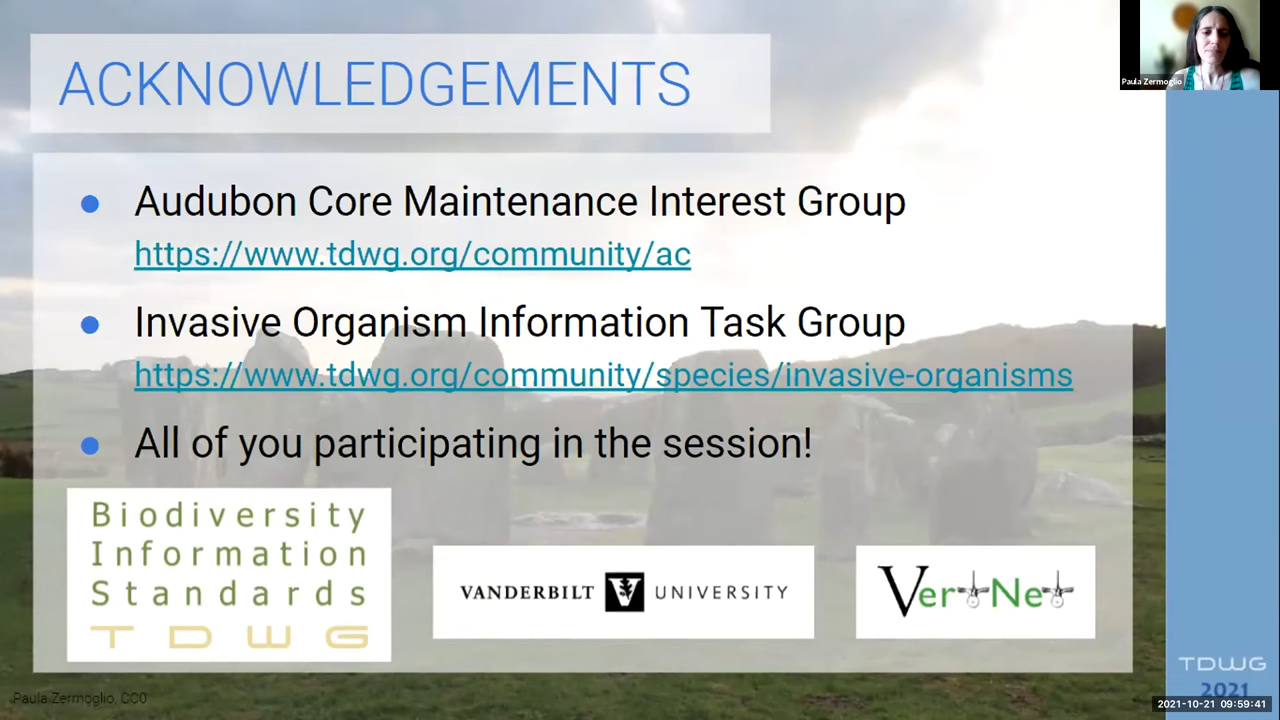 ACKNOWLEDGEMENTS
Paula Zermoglio
Audubon Core Maintenance Interest Group
https://www.tdwg.org/community/ac
Invasive Organism Information Task Group
https://www.tdwg.org/community/species/invasive-organisms
All of you participating in the session!
Biodiversity
Information
Standards
TDWG
VANDERBILT V UNIVERSITY
VertNet
Paula Zermoglio, CC0
TDWG
2021
2021-10-21 09:59:41